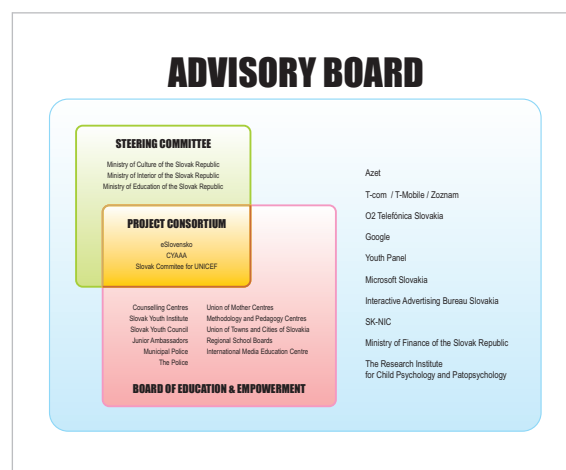 ADVISORY BOARD
STEERING COMMITTEE
Ministry of Culture of the Slovak Republic
Ministry of Interior of the Slovak Republic
Ministry of Education of the Slovak Republic
PROJECT CONSORTIUM
eSlovensko
CYAAA
Slovak Commitee for UNICEF
Counselling Centres
Slovak Youth Institute
Slovak Youth Council
Junior Ambassadors
Municipal Police
The Police
Union of Mother Centres
Methodology and Pedagogy Centres
Union of Towns and Cities of Slovakia
Regional School Boards
International Media Education Centre
BOARD OF EDUCATION & EMPOWERMENT
Azet
T-com / T-Mobile / Zoznam
O2 Telefónica Slovakia
Google
Youth Panel
Microsoft Slovakia
Interactive Advertising Bureau Slovakia
SK-NIC
Ministry of Finance of the Slovak Republic
The Research Institute
for Child Psychology and Patopsychology